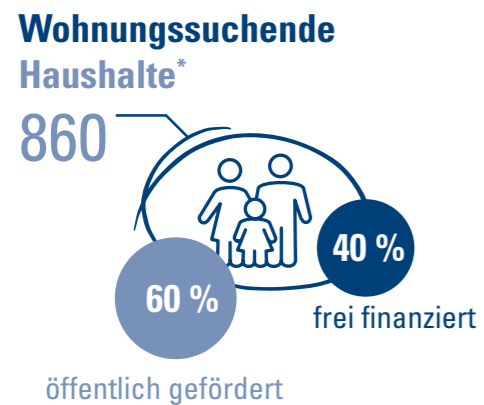 Wohnungssuchende
Haushalte*
860
40 %
60 %
frei finanziert
öffentlich gefördert